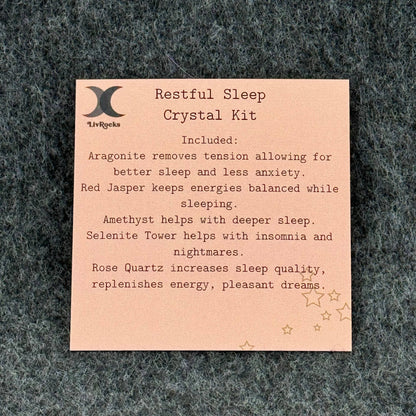 Restful Sleep
Crystal Kit
LivRocks
Included:
Aragonite removes tension allowing for
better sleep and less anxiety.
Red Jasper keeps energies balanced while
sleeping.
Amethyst helps with deeper sleep.
Selenite Tower helps with insomnia and
nightmares.
Rose Quartz increases sleep quality,
replenishes energy, pleasant dreams.